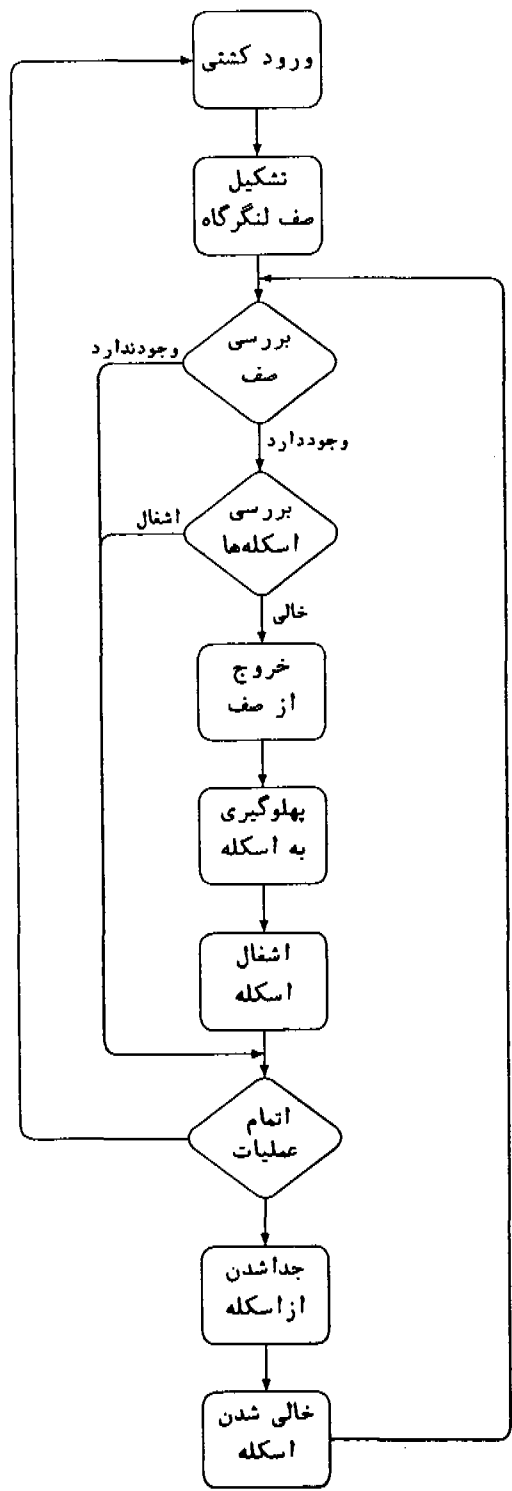 ورود کشتی
تشکیل
صف لنگرگاه
بررسی
صف
وجودندارد
وجوددارد
بررسی
اسکله‌ها
اشغال
خالی
خروج
از صف
پهلوگیری
به اسکله
اشغال
اسکله
اتمام
عملیات
جداشدن
ازاسکله
خالی شدن
اسکله